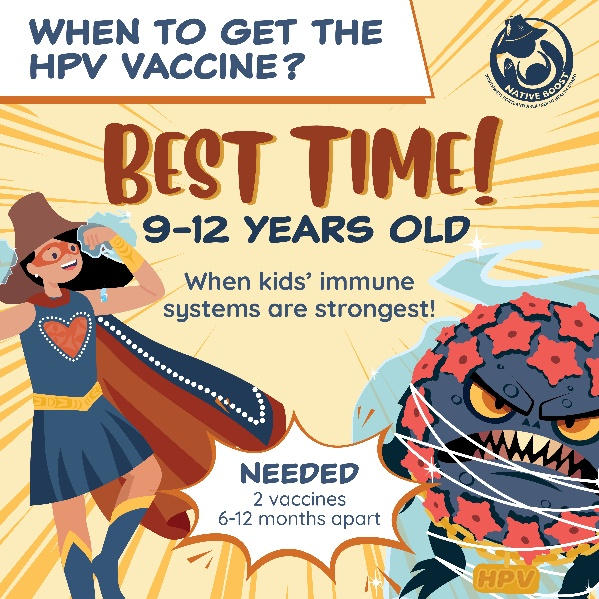 WHEN TO GET THE
HPV VACCINE?
NATIVE BOOST
BEST TIME!
9-12 YEARS OLD
When kids' immune
systems are strongest!
NEEDED
2 vaccines
6-12 months apart
HPV